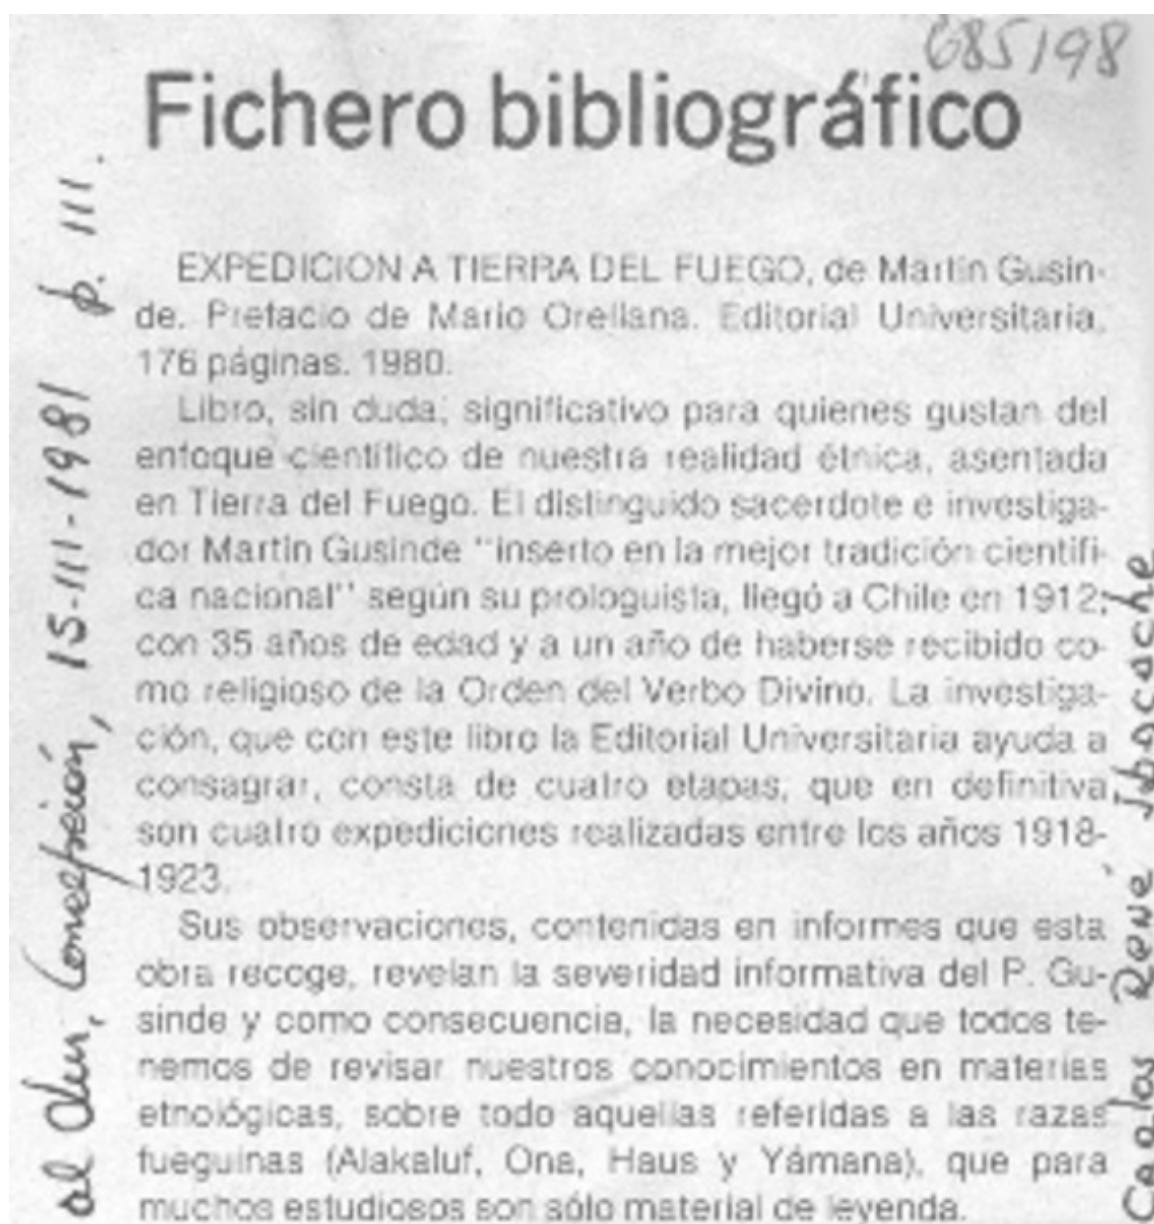 685198
Fichero bibliográfico
EXPEDICION A TIERRA DEL FUEGO, de Martín Gusin-
de. Prefacio de Mario Orellana. Editorial Universitaria,
176 páginas. 1980.
Libro, sin duda, significativo para quienes gustan del
enfoque científico de nuestra realidad étnica, asentada
en Tierra del Fuego. El distinguido sacerdote e investiga-
dor Martín Gusinde "inserto en la mejor tradición científi-
ca nacional" según su prologuista, llegó a Chile en 1912,
con 35 años de edad y a un año de haberse recibido co-
mo religioso de la Orden del Verbo Divino. La investiga-
ción, que con este libro la Editorial Universitaria ayuda a
consagrar, consta de cuatro etapas, que en definitiva
son cuatro expediciones realizadas entre los años 1918-
1923.
Sus observaciones, contenidas en informes que esta
obra recoge, revelan la severidad informativa del P. Gu-
sinde y como consecuencia, la necesidad que todos te-
nemos de revisar nuestros conocimientos en materias
etnológicas, sobre todo aquellas referidas a las razas
fueguinas (Alakaluf, Ona, Haus y Yámana), que para
muchos estudiosos son sólo material de leyenda.
Concepción, 15-III-1981 p. III.
Carlos René Ibacache